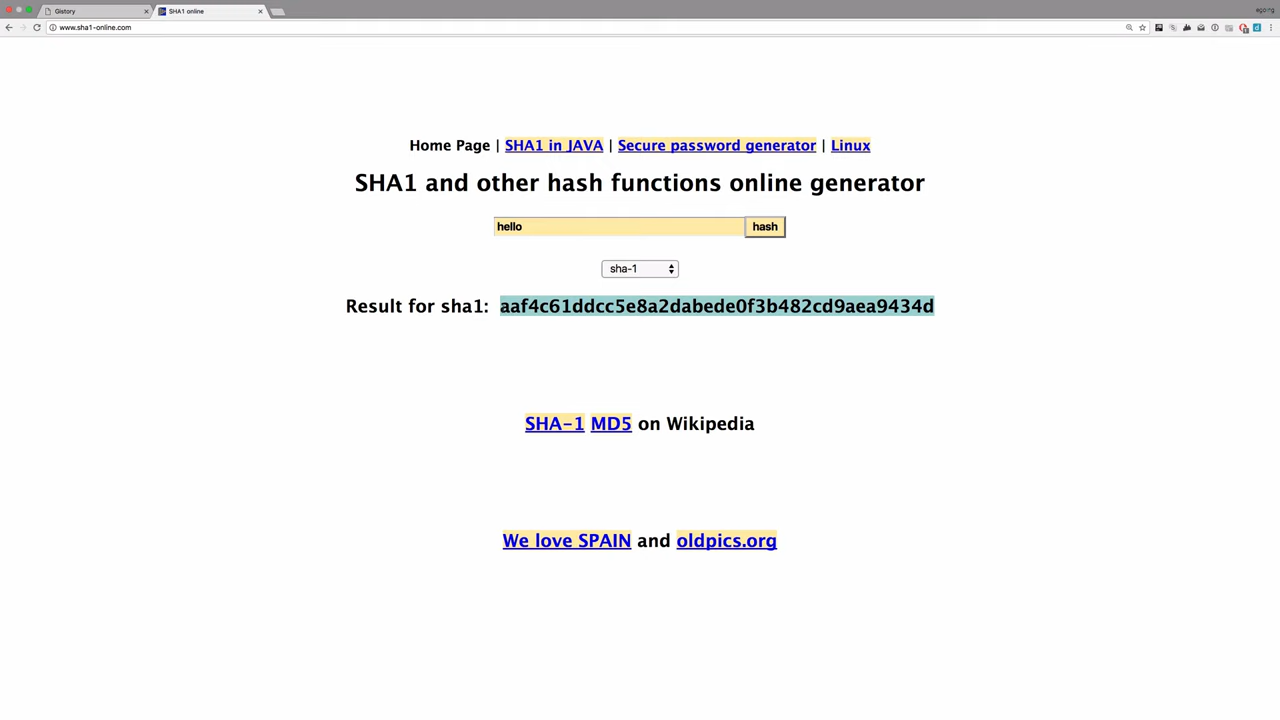 Gistory
SHA1 online
egoing
www.sha1-online.com
Home Page | SHA1 in JAVA | Secure password generator | Linux
SHA1 and other hash functions online generator
hello hash
sha-1
Result for sha1: aaf4c61ddcc5e8a2dabede0f3b482cd9aea9434d
SHA-1 MD5 on Wikipedia
We love SPAIN and oldpics.org